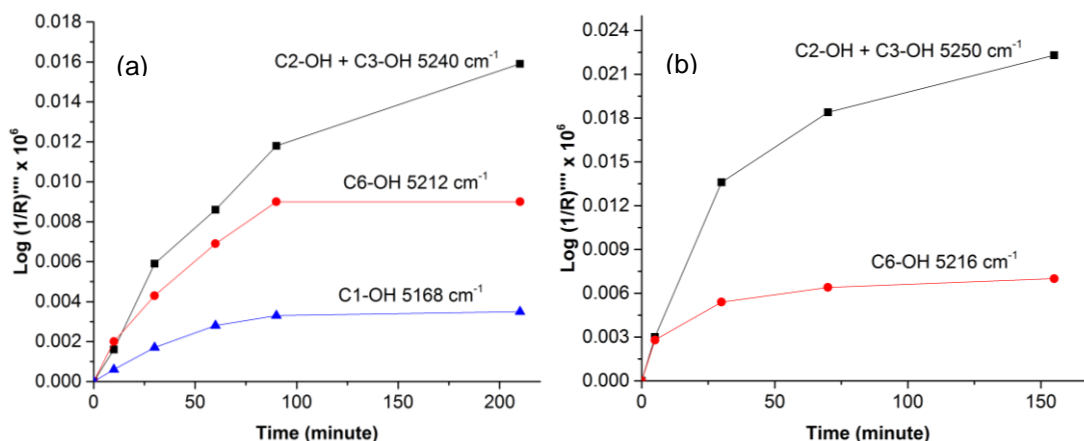 (a)
Log (1/R)'''' x 10⁶
0.018
0.016
0.014
0.012
0.010
0.008
0.006
0.004
0.002
0.000
C2-OH + C3-OH 5240 cm⁻¹
C6-OH 5212 cm⁻¹
C1-OH 5168 cm⁻¹
0 50 100 150 200
Time (minute)
(b)
Log (1/R)'''' x 10⁶
0.024
0.021
0.018
0.015
0.012
0.009
0.006
0.003
0.000
C2-OH + C3-OH 5250 cm⁻¹
C6-OH 5216 cm⁻¹
0 50 100 150
Time (minute)